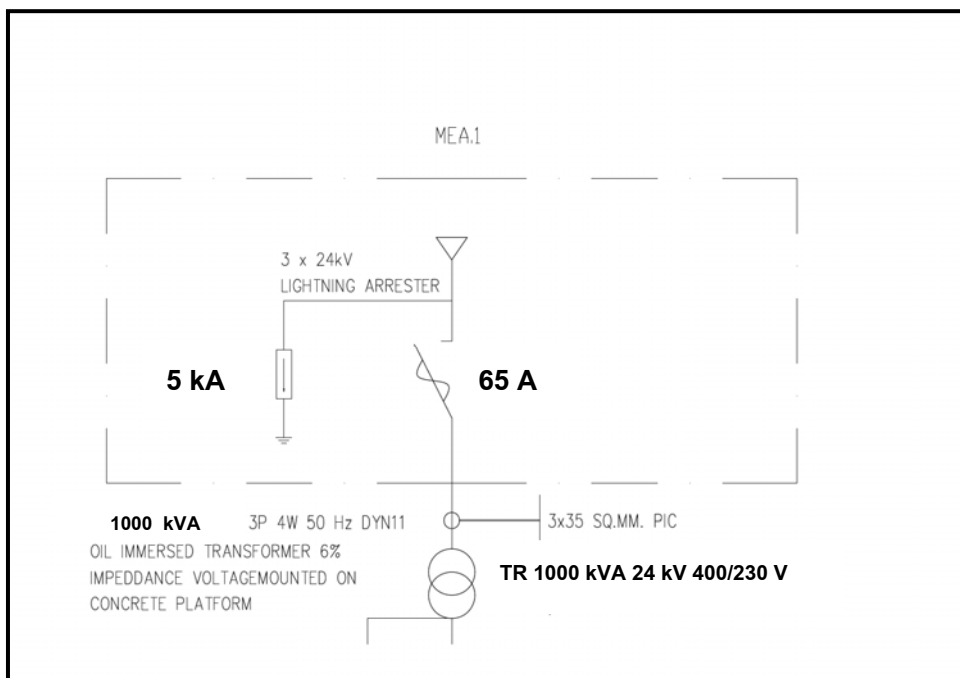 MEA.1
3 x 24kV
LIGHTNING ARRESTER
5 kA
65 A
1000 kVA 3P 4W 50 Hz DYN11
3x35 SQ.MM. PIC
OIL IMMERSED TRANSFORMER 6%
IMPEDDANCE VOLTAGEMOUNTED ON
CONCRETE PLATFORM
TR 1000 kVA 24 kV 400/230 V